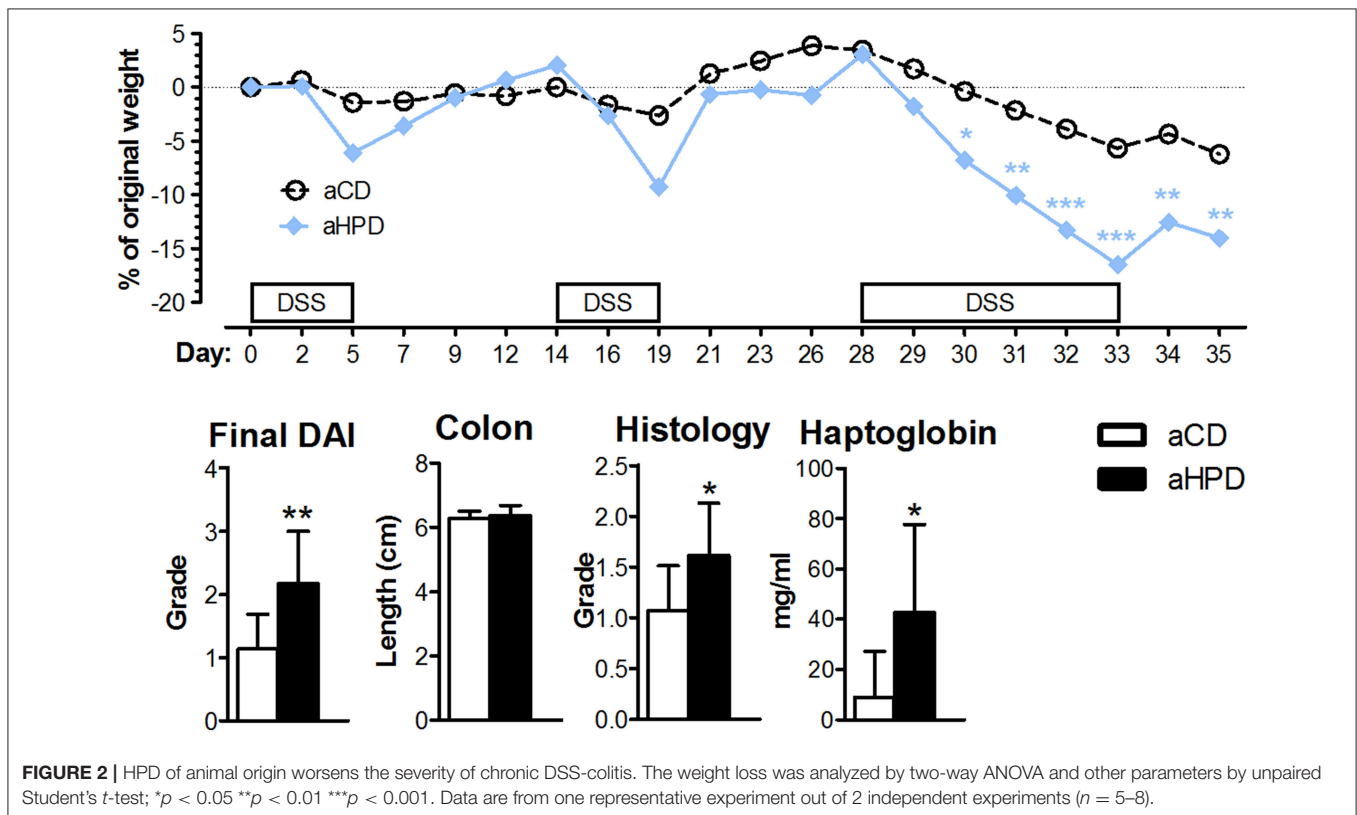 % of original weight
5
0
-5
-10
-15
-20
aCD
aHPD
*
**
***
***
**
**
DSS
DSS
DSS
Day: 0 2 5 7 9 12 14 16 19 21 23 26 28 29 30 31 32 33 34 35
Final DAI
Grade
4
3
2
1
0
**
Colon
Length (cm)
8
6
4
2
0
Histology
Grade
2.5
2.0
1.5
1.0
0.5
0.0
*
Haptoglobin
mg/ml
100
80
60
40
20
0
*
aCD
aHPD
FIGURE 2 | HPD of animal origin worsens the severity of chronic DSS-colitis. The weight loss was analyzed by two-way ANOVA and other parameters by unpaired
Student's t-test; *p < 0.05 **p < 0.01 ***p < 0.001. Data are from one representative experiment out of 2 independent experiments (n = 5–8).